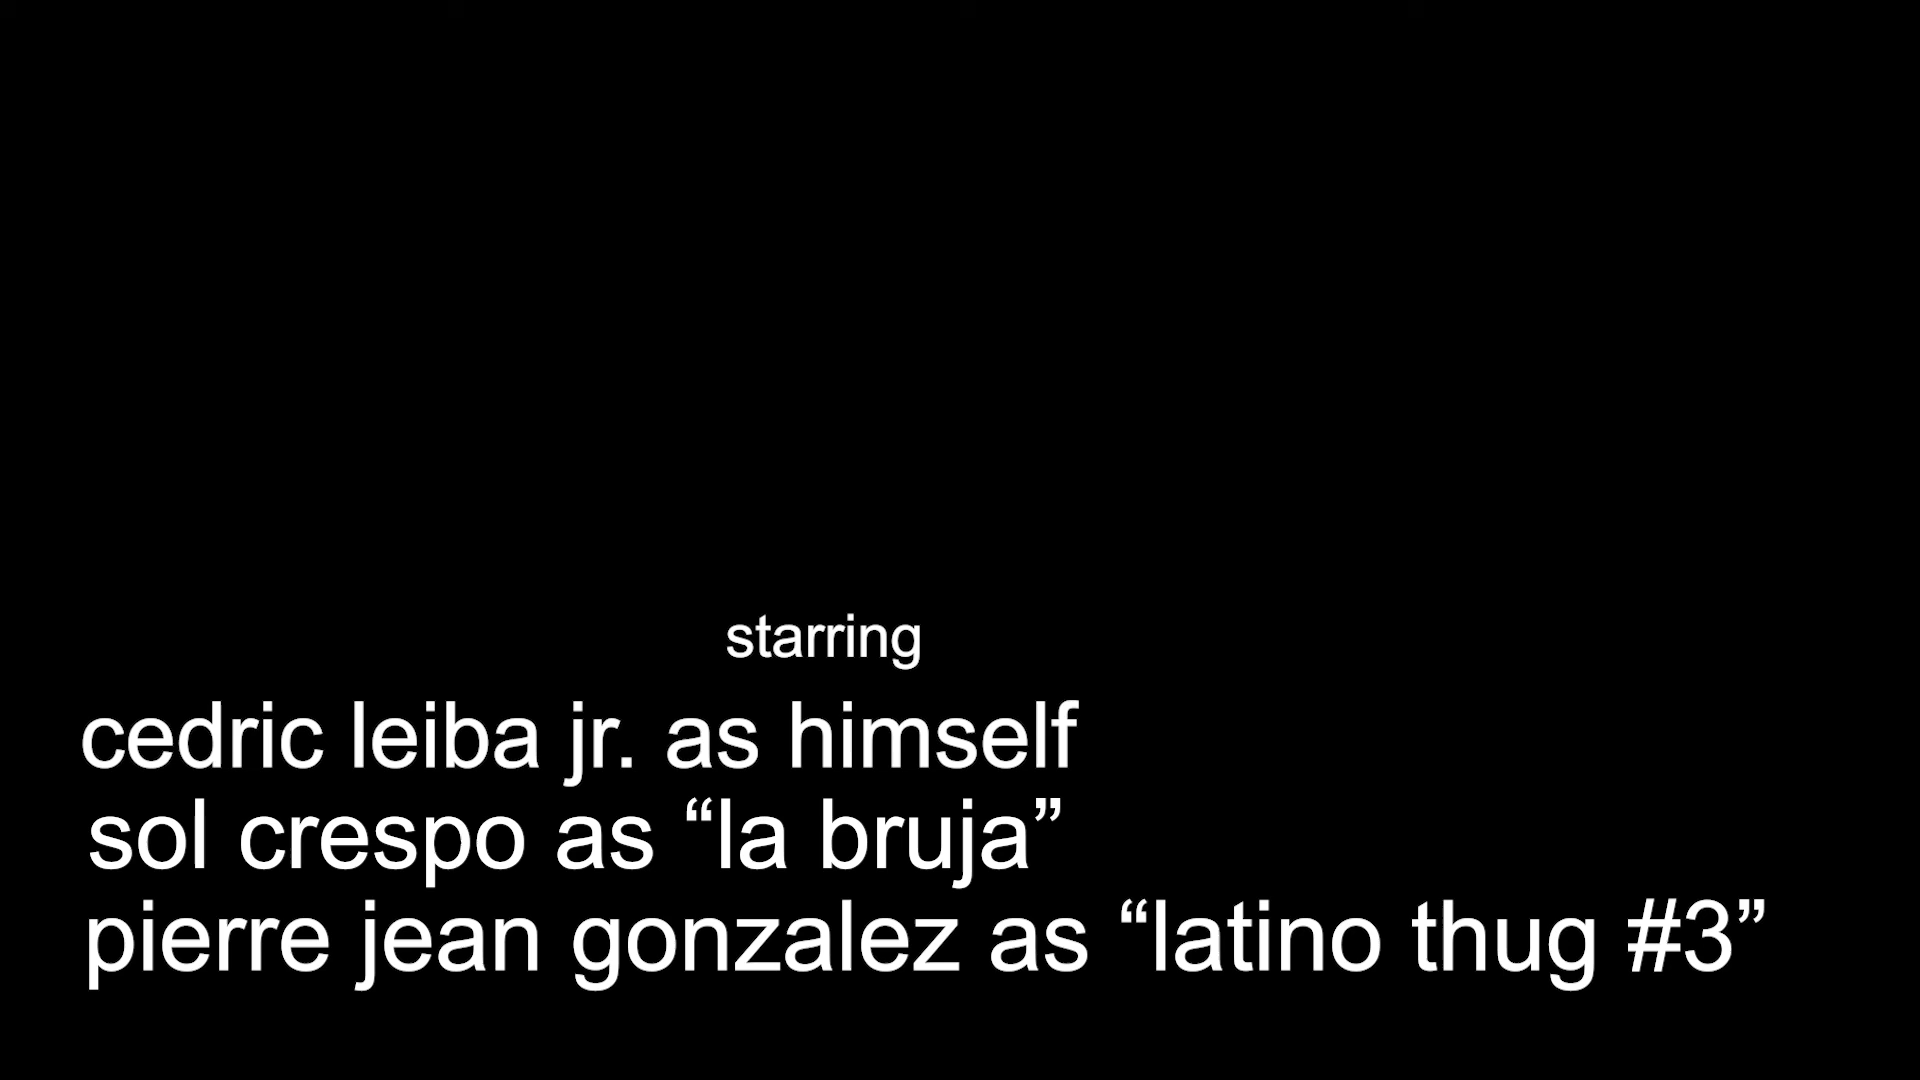 starring
cedric leiba jr. as himself
sol crespo as “la bruja”
pierre jean gonzalez as “latino thug #3”